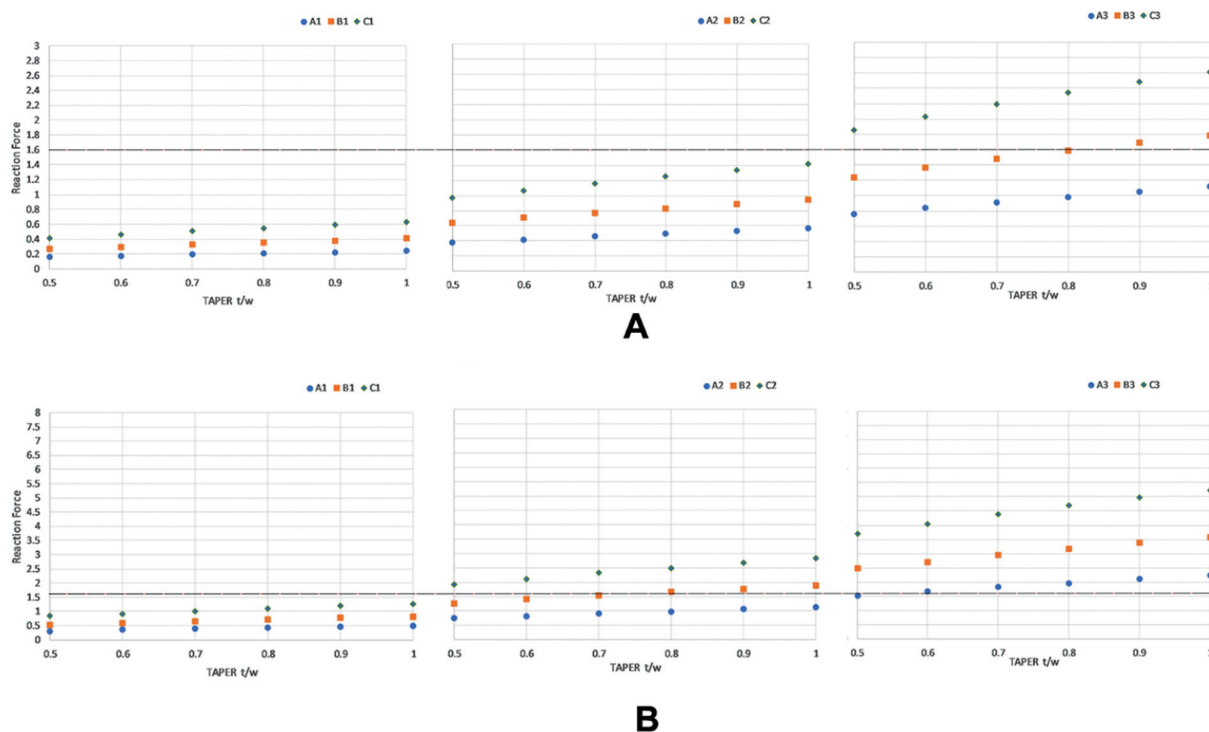 A1 B1 C1
A2 B2 C2
A3 B3 C3
3
2.8
2.6
2.4
2.2
2
1.8
1.6
1.4
1.2
1
0.8
0.6
0.4
0.2
0
Reaction Force
0.5 0.6 0.7 0.8 0.9 1
0.5 0.6 0.7 0.8 0.9 1
0.5 0.6 0.7 0.8 0.9
TAPER t/w
TAPER t/w
TAPER t/w
A
A1 B1 C1
A2 B2 C2
A3 B3 C3
8
7.5
7
6.5
6
5.5
5
4.5
4
3.5
3
2.5
2
1.5
1
0.5
0
Reaction Force
0.5 0.6 0.7 0.8 0.9 1
0.5 0.6 0.7 0.8 0.9 1
0.5 0.6 0.7 0.8 0.9
TAPER t/w
TAPER t/w
TAPER t/w
B